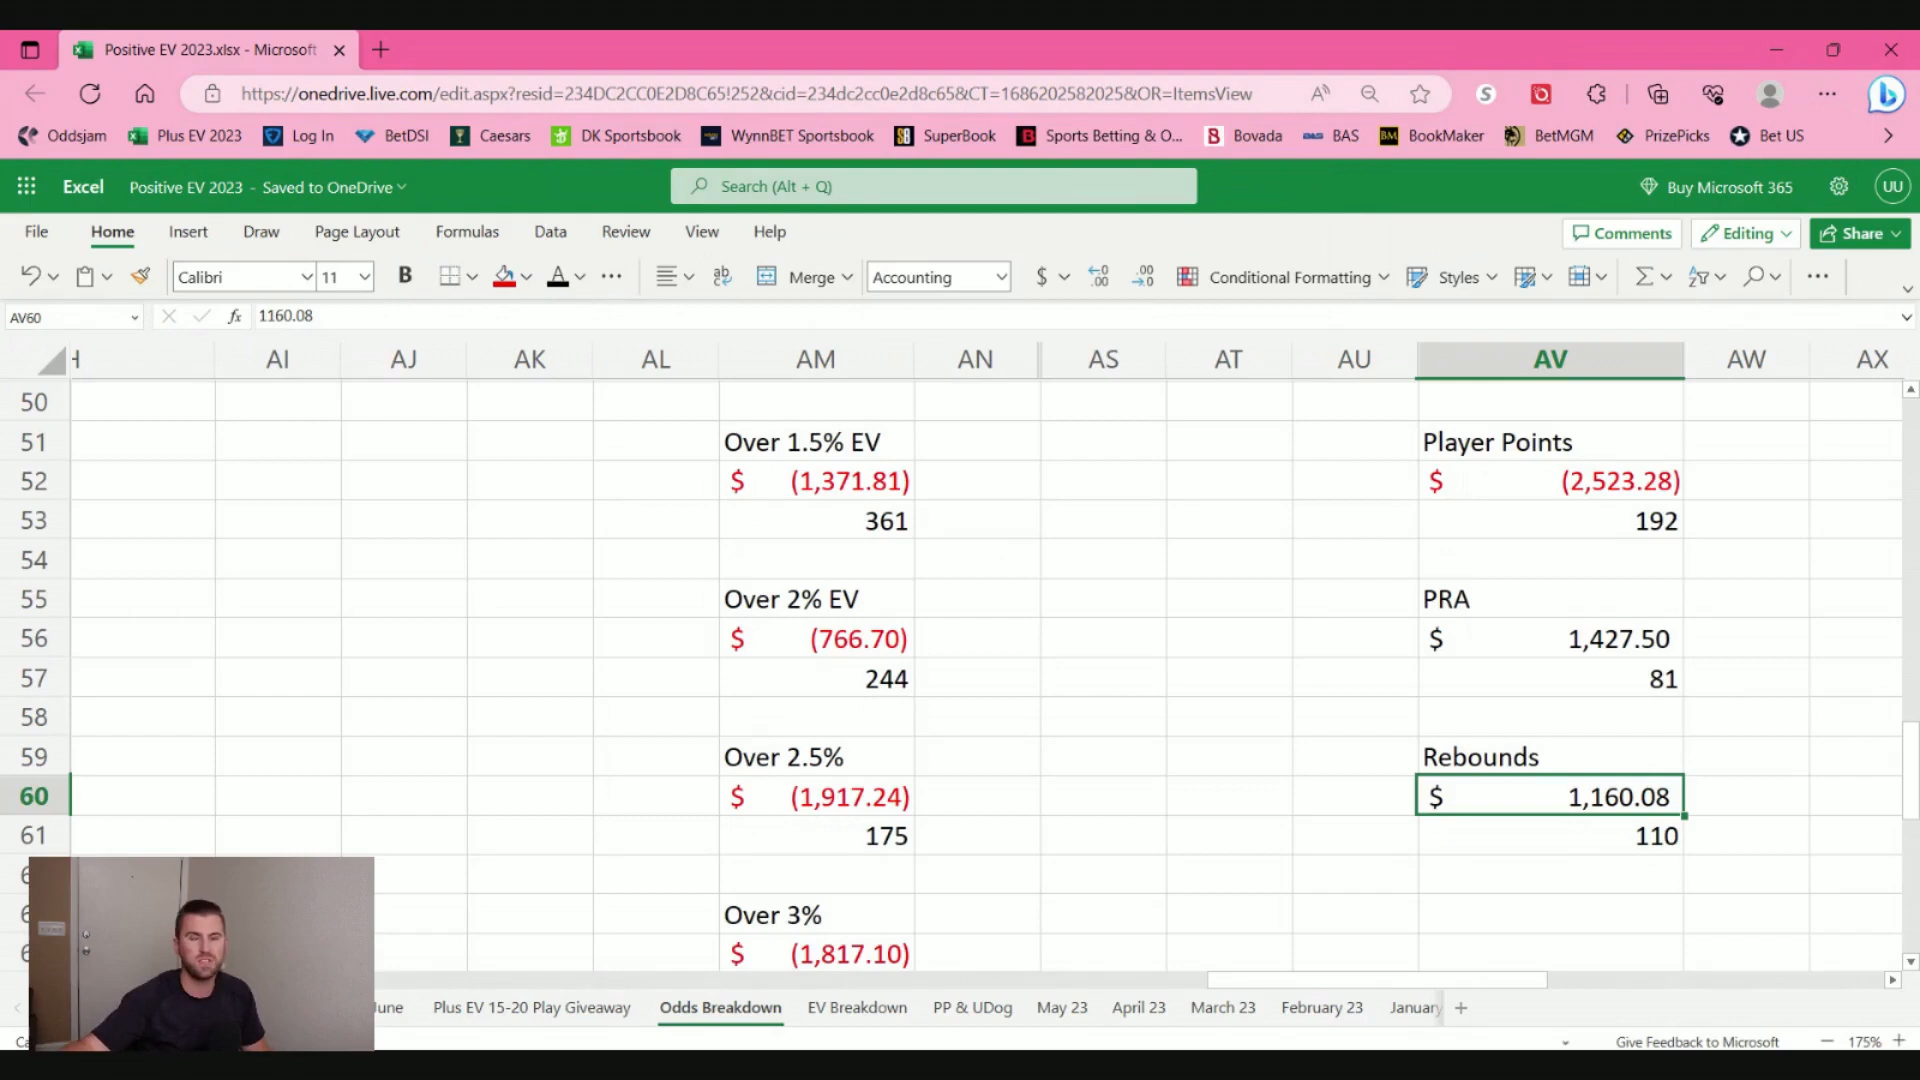 Positive EV 2023.xlsx - Microsoft
https://onedrive.live.com/edit.aspx?resid=234DC2CC0E2D8C65!252&cid=234dc2cc0e2d8c65&CT=1686202582025&OR=ItemsView
Oddsjam Plus EV 2023 Log In BetDSI Caesars DK Sportsbook WynnBET Sportsbook SuperBook Sports Betting & O... Bovada BAS BookMaker BetMGM PrizePicks Bet US
Excel Positive EV 2023 - Saved to OneDrive Search (Alt + Q) Buy Microsoft 365 UU
File Home Insert Draw Page Layout Formulas Data Review View Help Comments Editing Share
Calibri 11 B A Merge Accounting $ Conditional Formatting Styles
AV60 fx 1160.08
AI AJ AK AL AM AN AS AT AU AV AW AX
50
51 Over 1.5% EV Player Points
52 $ (1,371.81) $ (2,523.28)
53 361 192
54
55 Over 2% EV PRA
56 $ (766.70) $ 1,427.50
57 244 81
58
59 Over 2.5% Rebounds
60 $ (1,917.24) $ 1,160.08
61 175 110
Over 3%
$ (1,817.10)
June Plus EV 15-20 Play Giveaway Odds Breakdown EV Breakdown PP & UDog May 23 April 23 March 23 February 23 January
Give Feedback to Microsoft 175%